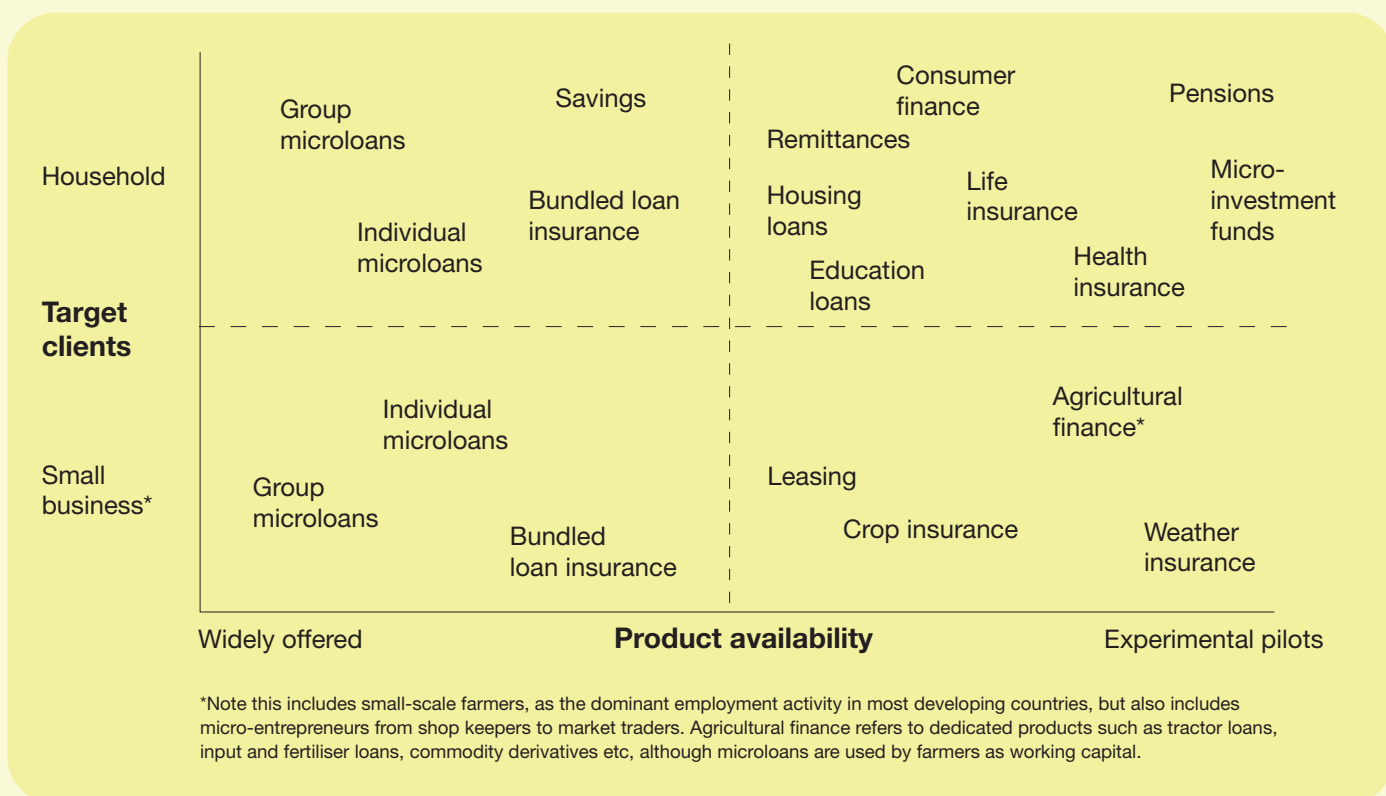 Group
microloans
Savings
Consumer
finance
Pensions
Remittances
Household
Bundled loan
insurance
Individual
microloans
Housing
loans
Life
insurance
Micro-
investment
funds
Education
loans
Health
insurance
Target
clients
Individual
microloans
Agricultural
finance*
Small
business*
Group
microloans
Bundled
loan insurance
Leasing
Crop insurance
Weather
insurance
Widely offered
Product availability
Experimental pilots
*Note this includes small-scale farmers, as the dominant employment activity in most developing countries, but also includes
micro-entrepreneurs from shop keepers to market traders. Agricultural finance refers to dedicated products such as tractor loans,
input and fertiliser loans, commodity derivatives etc, although microloans are used by farmers as working capital.